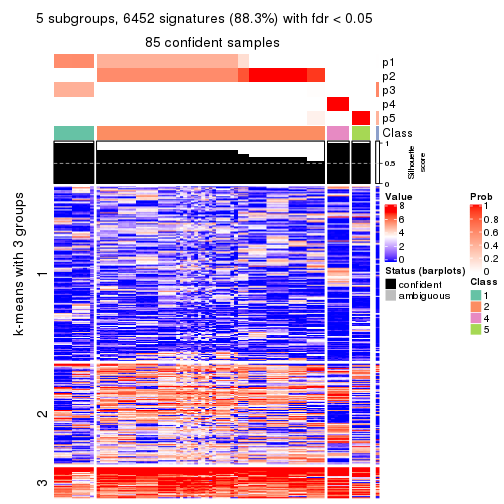 5 subgroups, 6452 signatures (88.3%) with fdr < 0.05
85 confident samples
p1
p2
p3
p4
p5
Class
1
0.5
0
Silhouette
score
k-means with 3 groups
1
2
3
Value
8
6
4
2
0
Status (barplots)
confident
ambiguous
Prob
1
0.8
0.6
0.4
0.2
0
Class
1
2
4
5